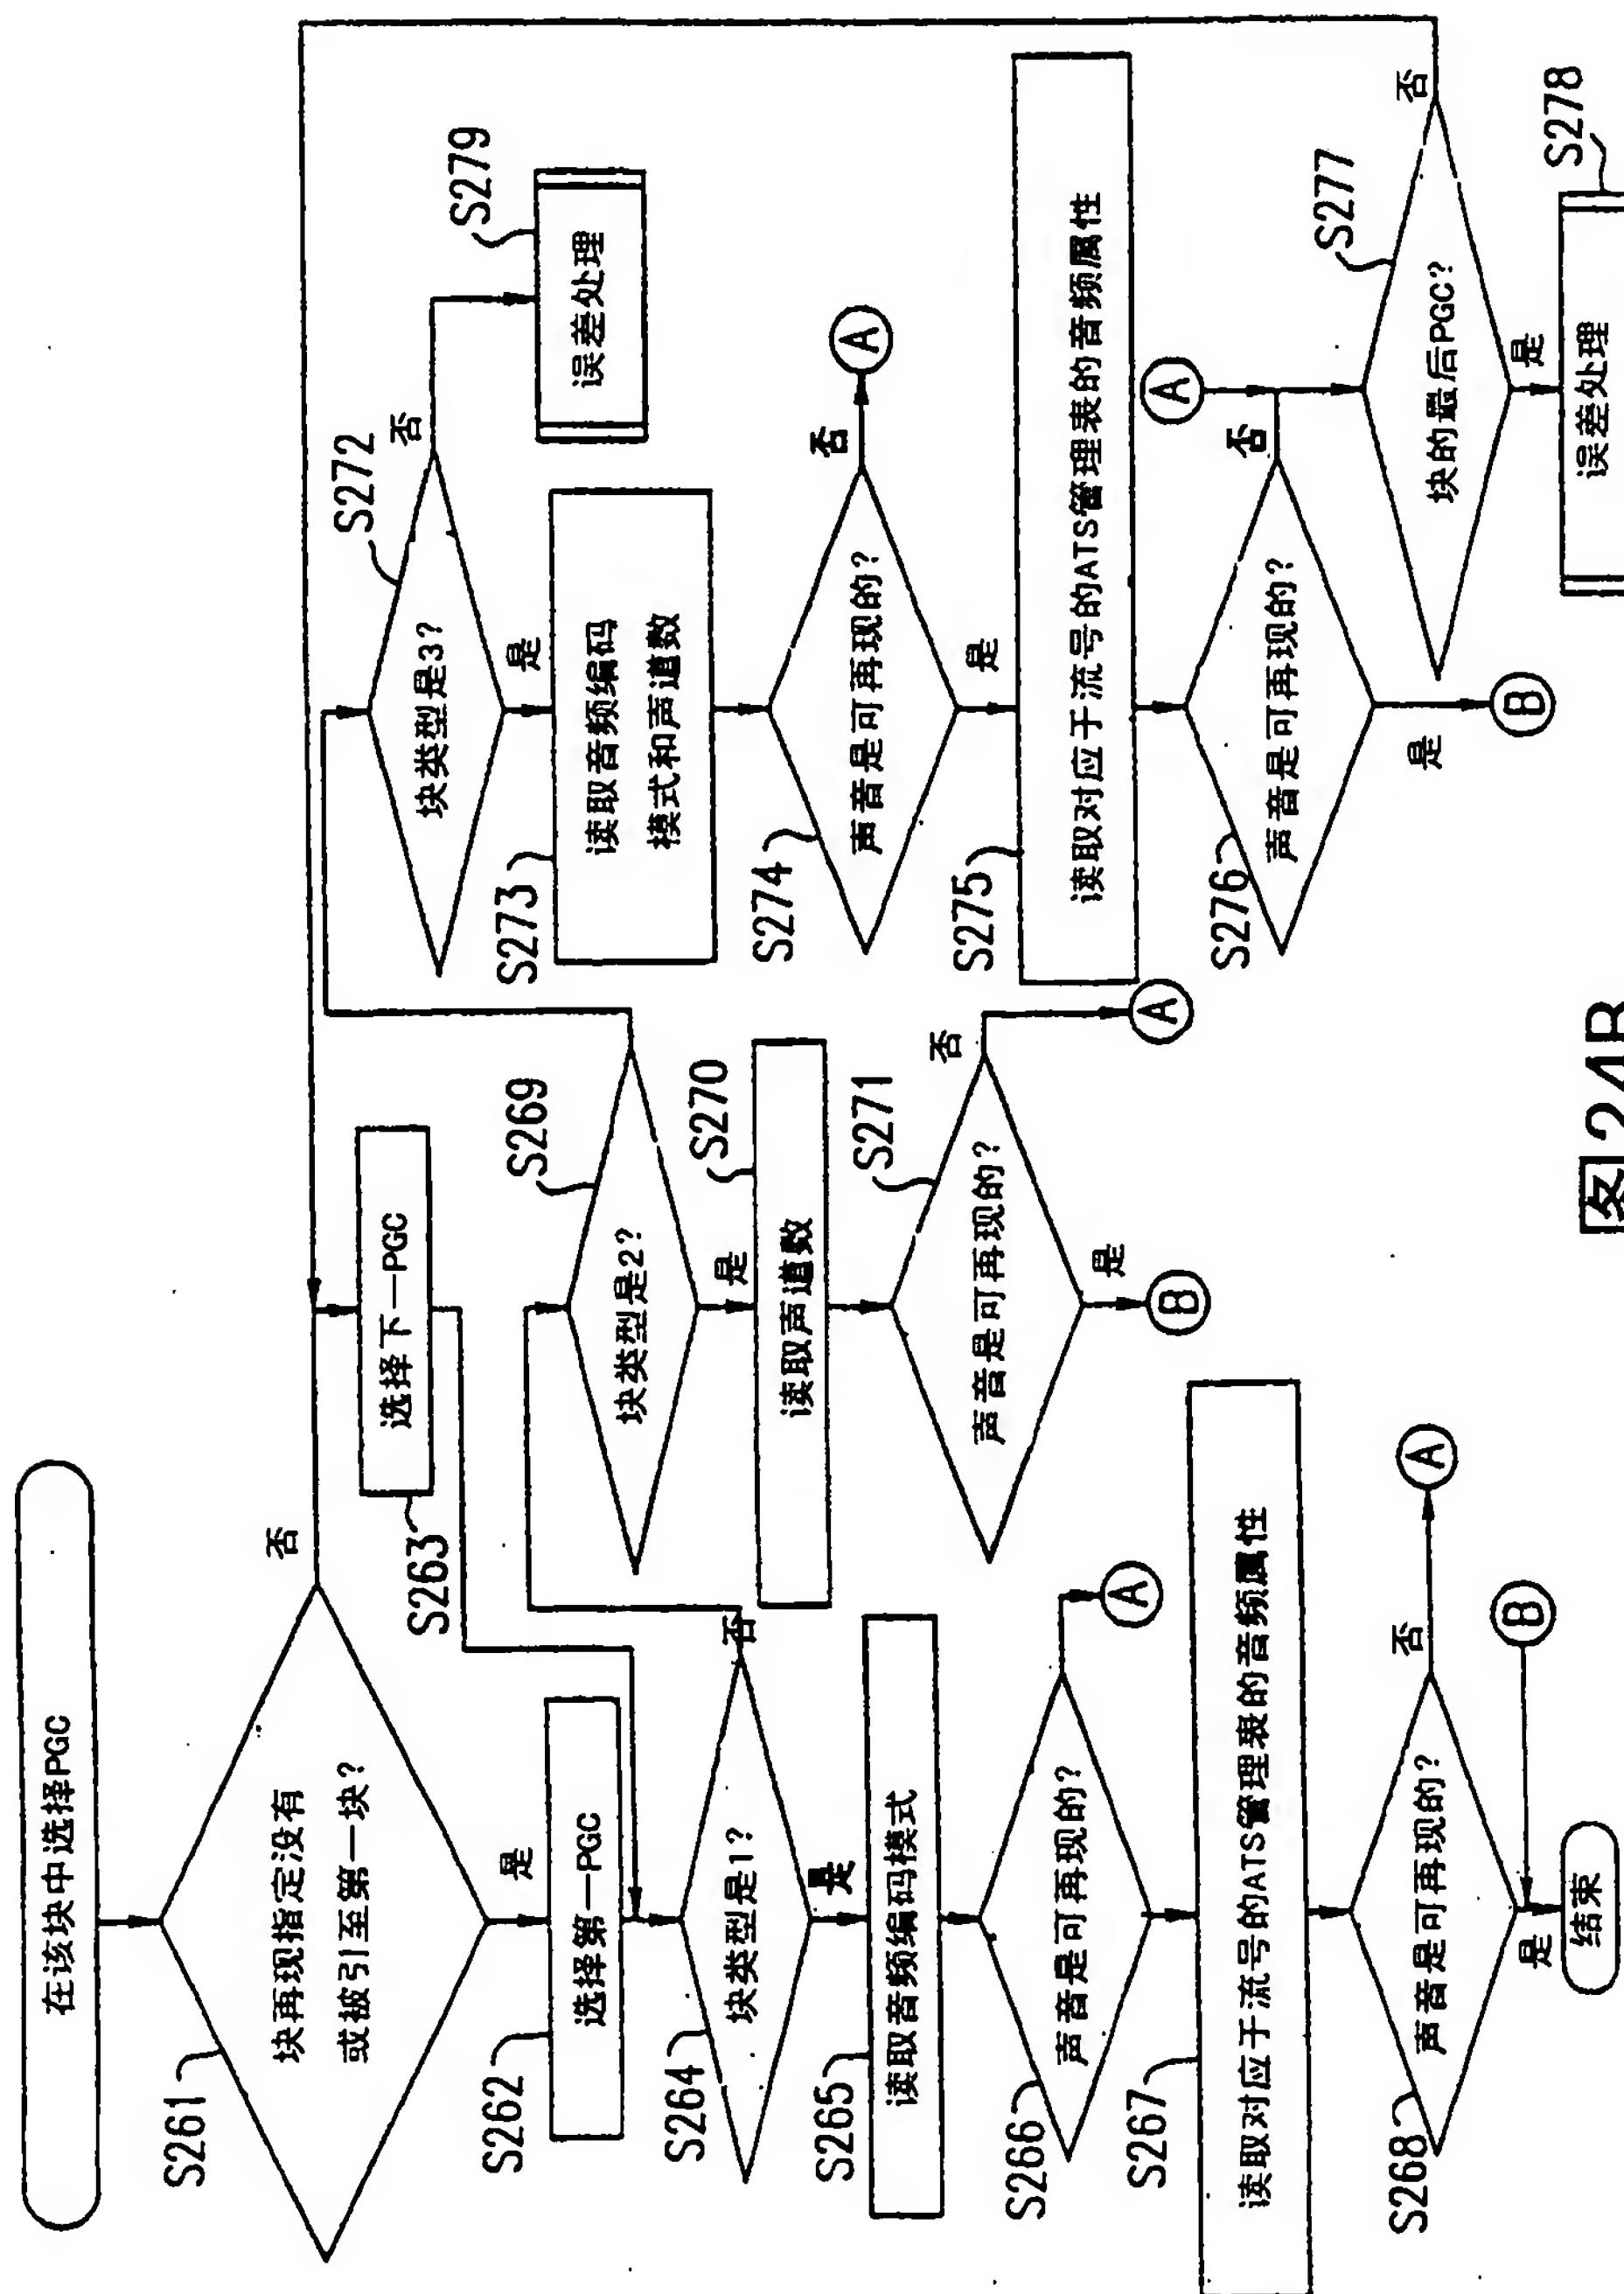 在该块中选择PGC
S261
块再现指定没有
或被引至第一块?
否
是
S262
选择第一PGC
S263
选择下一PGC
S264
块类型是1?
否
是
S265
读取音频编码模式
S266
声音是可再现的?
A
S267
读取对应于流号的ATS管理表的音频属性
S268
声音是可再现的?
否
A
是
B
结束
S269
块类型是2?
是
S270
读取声道数
S271
声音是可再现的?
否
A
是
B
S272
块类型是3?
否
S279
误差处理
是
S273
读取音频编码
模式和声道数
S274
声音是可再现的?
否
A
是
S275
读取对应于流号的ATS管理表的音频属性
S276
声音是可再现的?
否
A
是
B
S277
块的最后PGC?
否
是
S278
误差处理
图24B